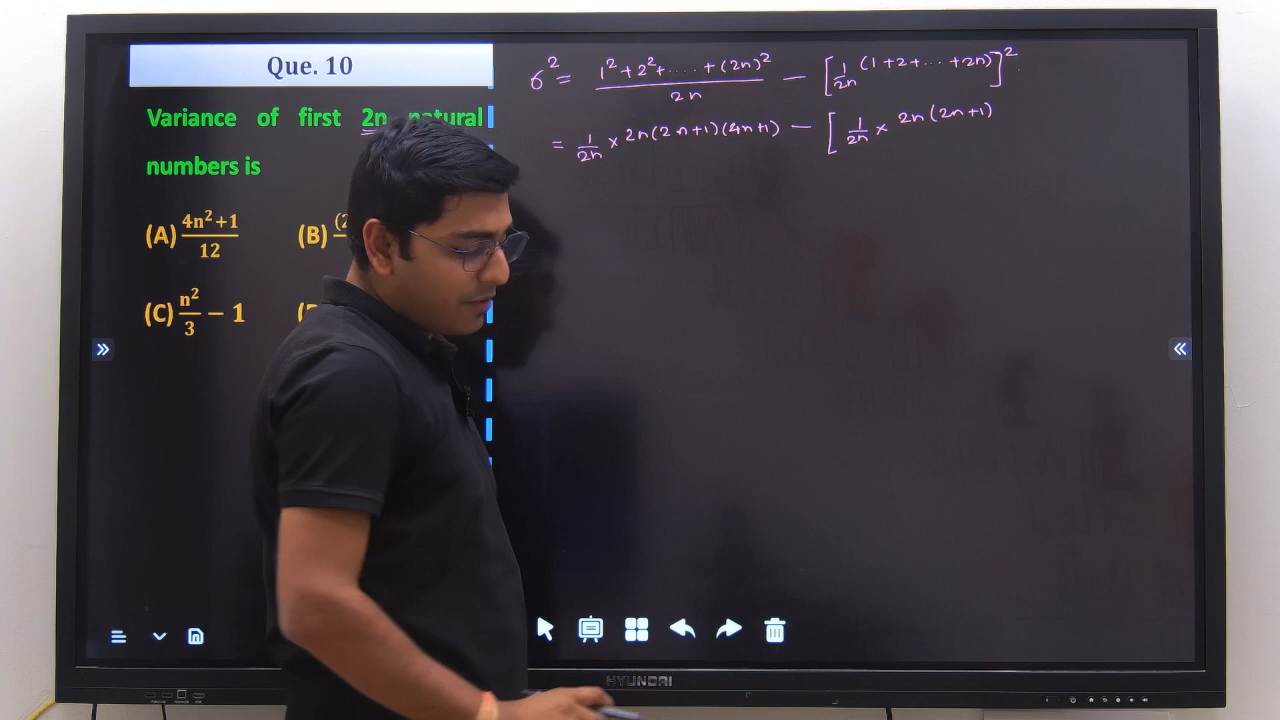 Que. 10
Variance of first 2n natural
numbers is
(A) 4n²+1/12 (B) (2
(C) n²/3 − 1
σ² = 1²+2²+.....+(2n)²/2n − [1/2n (1+2+...+2n)]²
= 1/2n × 2n(2n+1)(4n+1) − [1/2n × 2n(2n+1)
HYUNDAI